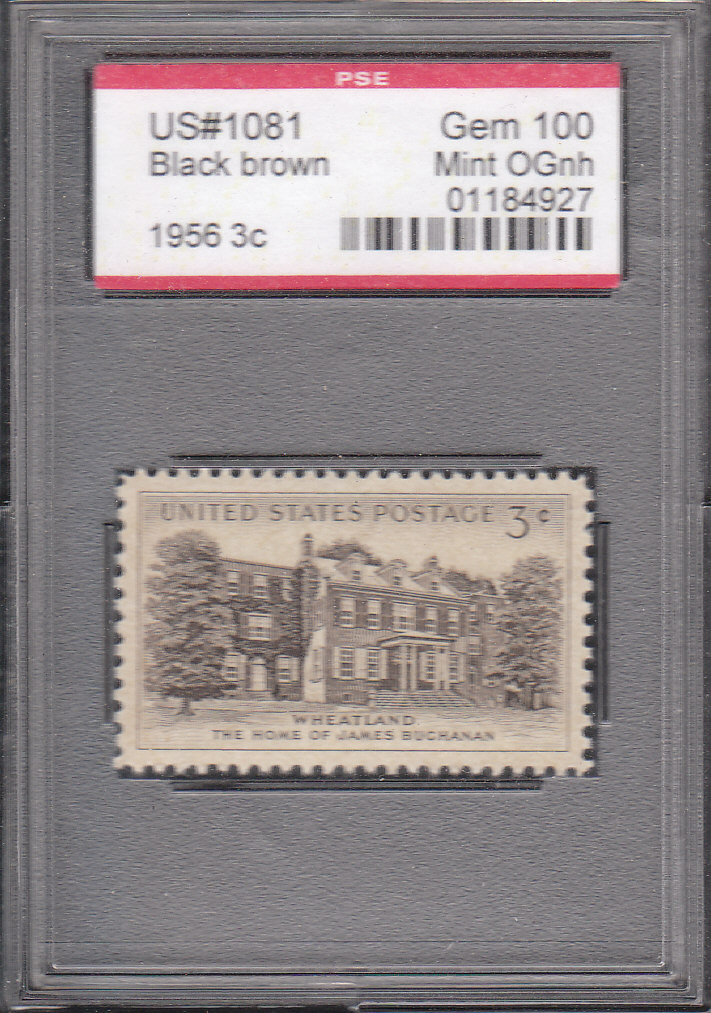 PSE
US#1081 Gem 100
Black brown Mint OGnh
01184927
1956 3c
UNITED STATES POSTAGE 3¢
WHEATLAND
THE HOME OF JAMES BUCHANAN